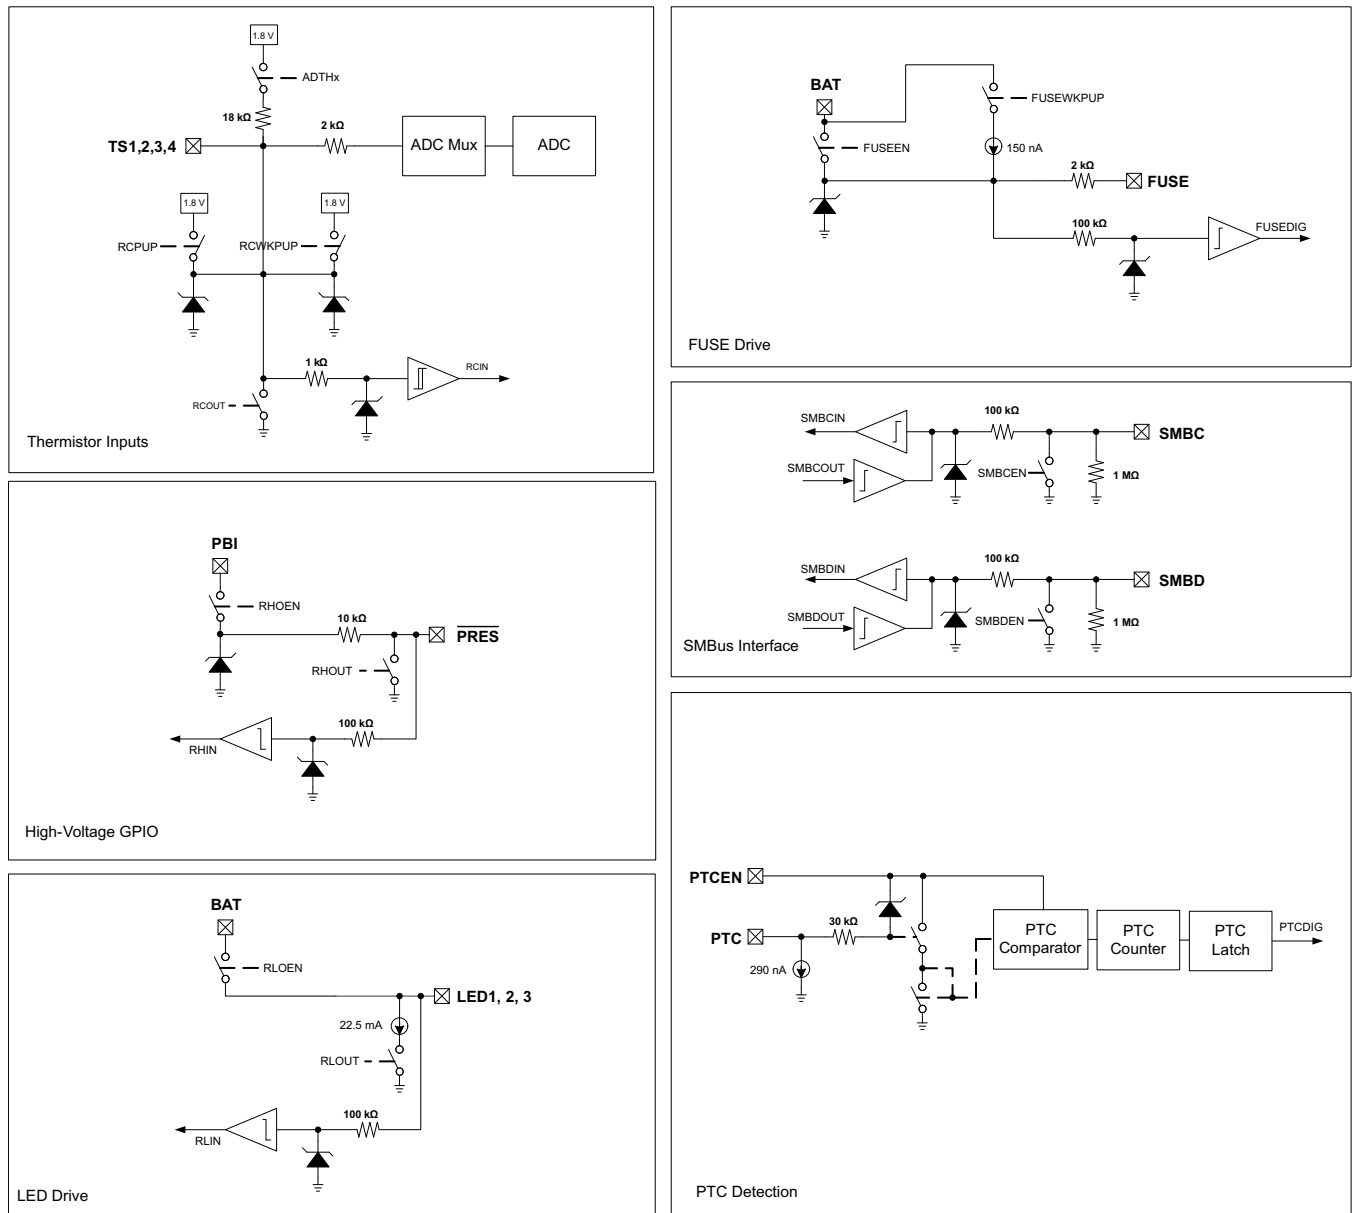 1.8 V
ADTHx
18 kΩ
2 kΩ
TS1,2,3,4
ADC Mux
ADC
1.8 V
1.8 V
RCPUP
RCWKPUP
1 kΩ
RCIN
RCOUT
Thermistor Inputs
BAT
FUSEWKPUP
FUSEEN
150 nA
2 kΩ
FUSE
100 kΩ
FUSEDIG
FUSE Drive
SMBCIN
100 kΩ
SMBC
SMBCOUT
SMBCEN
1 MΩ
SMBDIN
100 kΩ
SMBD
SMBDOUT
SMBDEN
1 MΩ
SMBus Interface
PBI
RHOEN
10 kΩ
PRES
RHOUT
100 kΩ
RHIN
High-Voltage GPIO
BAT
RLOEN
LED1, 2, 3
22.5 mA
RLOUT
100 kΩ
RLIN
LED Drive
PTCEN
30 kΩ
PTC
290 nA
PTC
Comparator
PTC
Counter
PTC
Latch
PTCDIG
PTC Detection